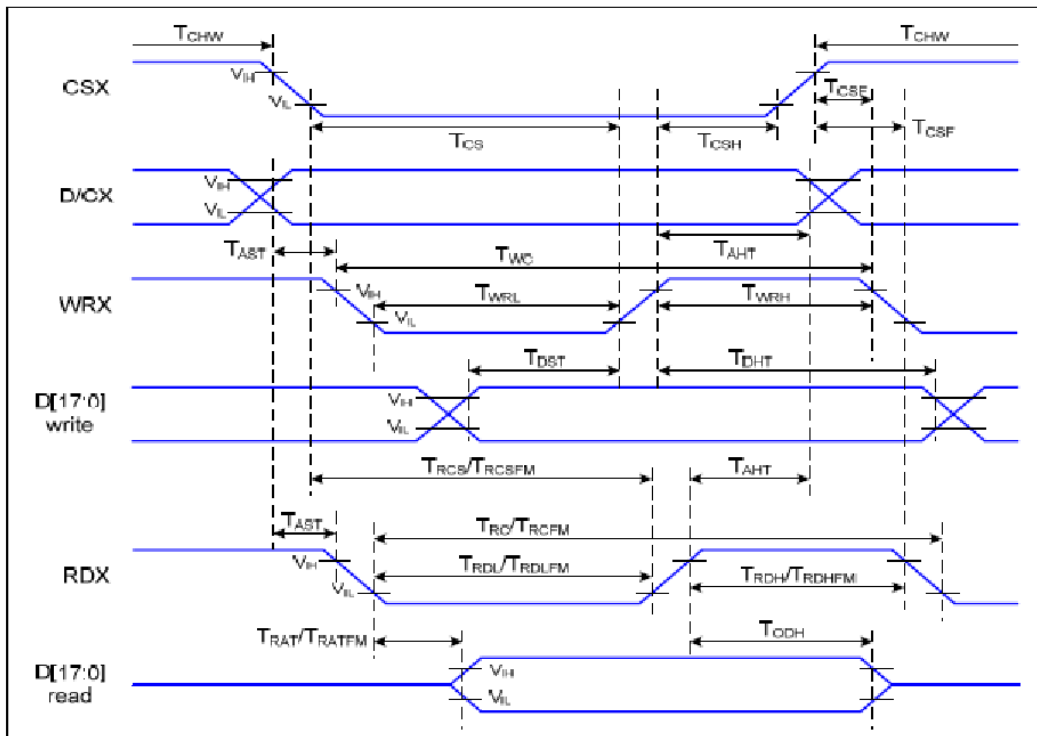 TCHW TCHW
CSX VIH TCSF
VIL TCSF
TCS TCSH
D/CX VIH
VIL
TAST TWC TAHT
WRX VIH TWRL TWRH
VIL
TDST TDHT
D[17:0] VIH
write VIL
TRCS/TRCSFM TAHT
TAST TRC/TRCFM
RDX VIH TRDL/TRDLFM TRDH/TRDHFM
VIL
TRAT/TRATFM TODH
D[17:0] VIH
read VIL